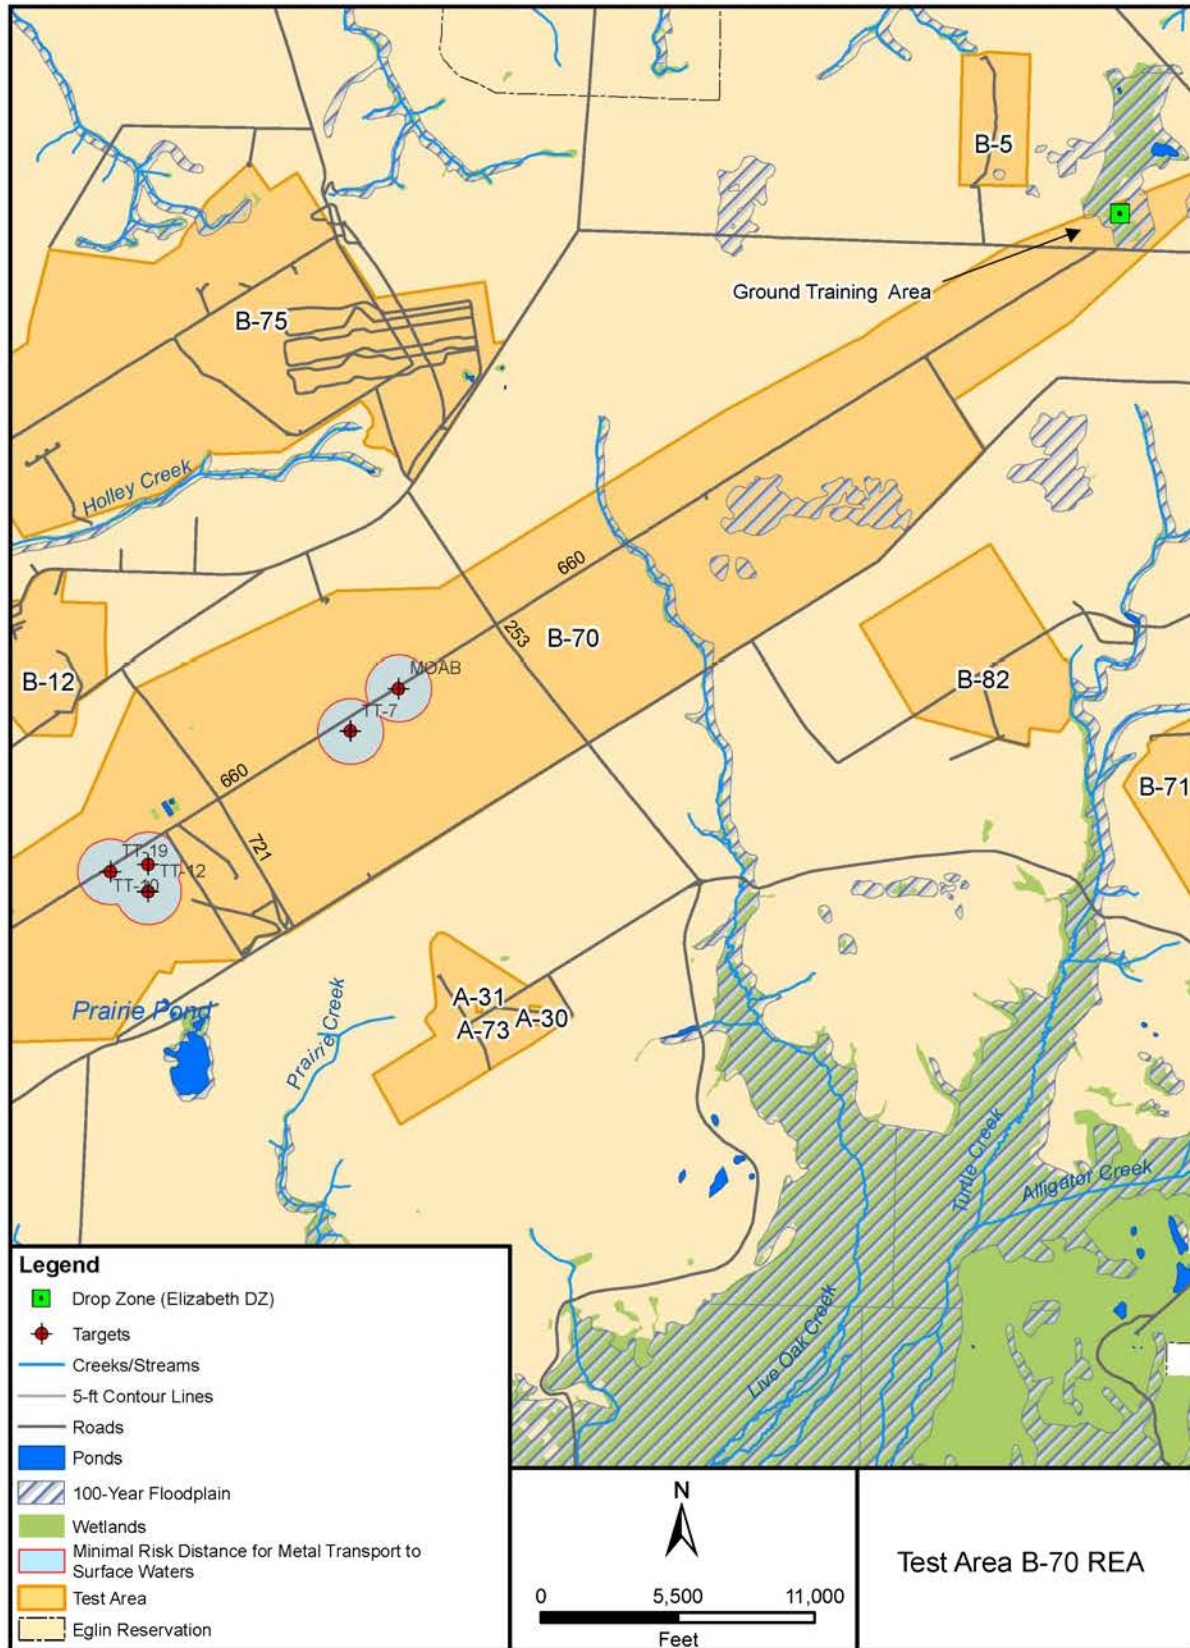 B-5
Ground Training Area
B-75
Holley Creek
660
253
B-70
MOAB
B-12
B-82
TT-7
660
B-71
721
TT-19
TT-12
TT-10
Prairie Pond
Prairie Creek
A-31
A-30
A-73
Turtle Creek
Alligator Creek
Live Oak Creek
Legend
Drop Zone (Elizabeth DZ)
Targets
Creeks/Streams
5-ft Contour Lines
Roads
Ponds
100-Year Floodplain
Wetlands
Minimal Risk Distance for Metal Transport to
Surface Waters
Test Area
Eglin Reservation
N
0 5,500 11,000
Feet
Test Area B-70 REA